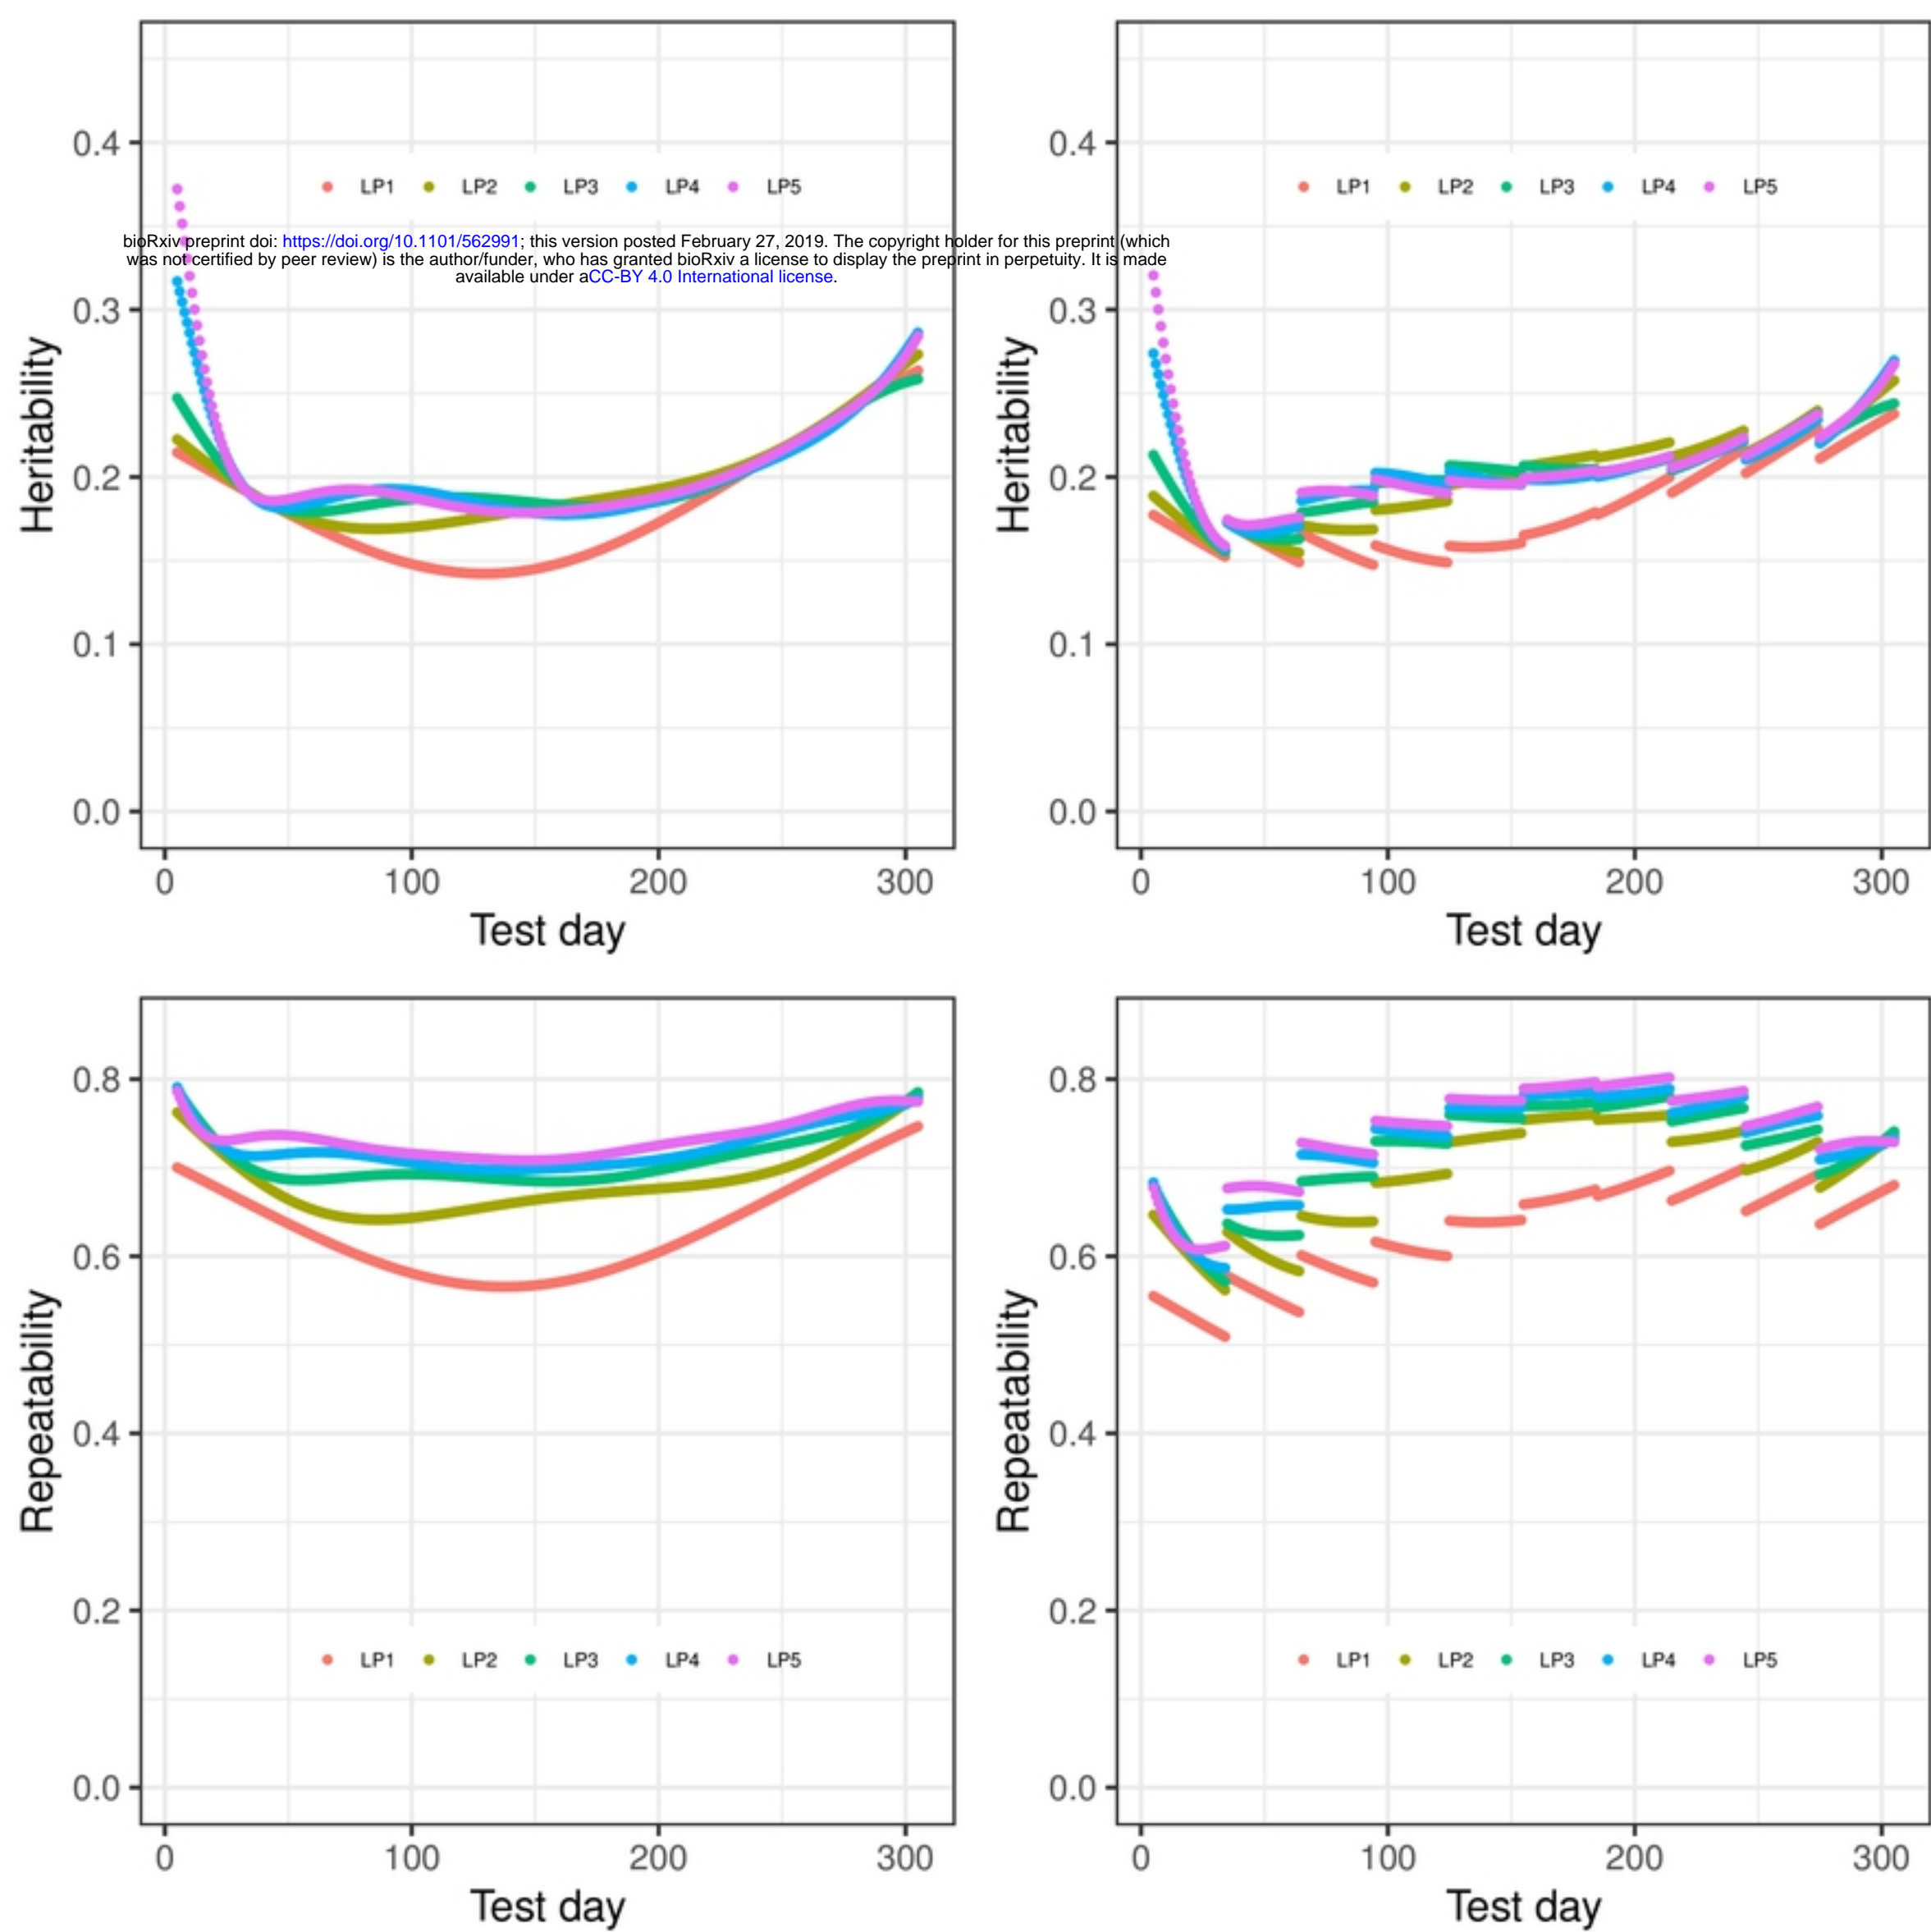 0.4
0.3
0.2
0.1
0.0
Heritability
LP1 LP2 LP3 LP4 LP5
0 100 200 300
Test day
0.4
0.3
0.2
0.1
0.0
Heritability
LP1 LP2 LP3 LP4 LP5
0 100 200 300
Test day
bioRxiv preprint doi: https://doi.org/10.1101/562991; this version posted February 27, 2019. The copyright holder for this preprint (which
was not certified by peer review) is the author/funder, who has granted bioRxiv a license to display the preprint in perpetuity. It is made
available under aCC-BY 4.0 International license.
0.8
0.6
0.4
0.2
0.0
Repeatability
LP1 LP2 LP3 LP4 LP5
0 100 200 300
Test day
0.8
0.6
0.4
0.2
0.0
Repeatability
LP1 LP2 LP3 LP4 LP5
0 100 200 300
Test day